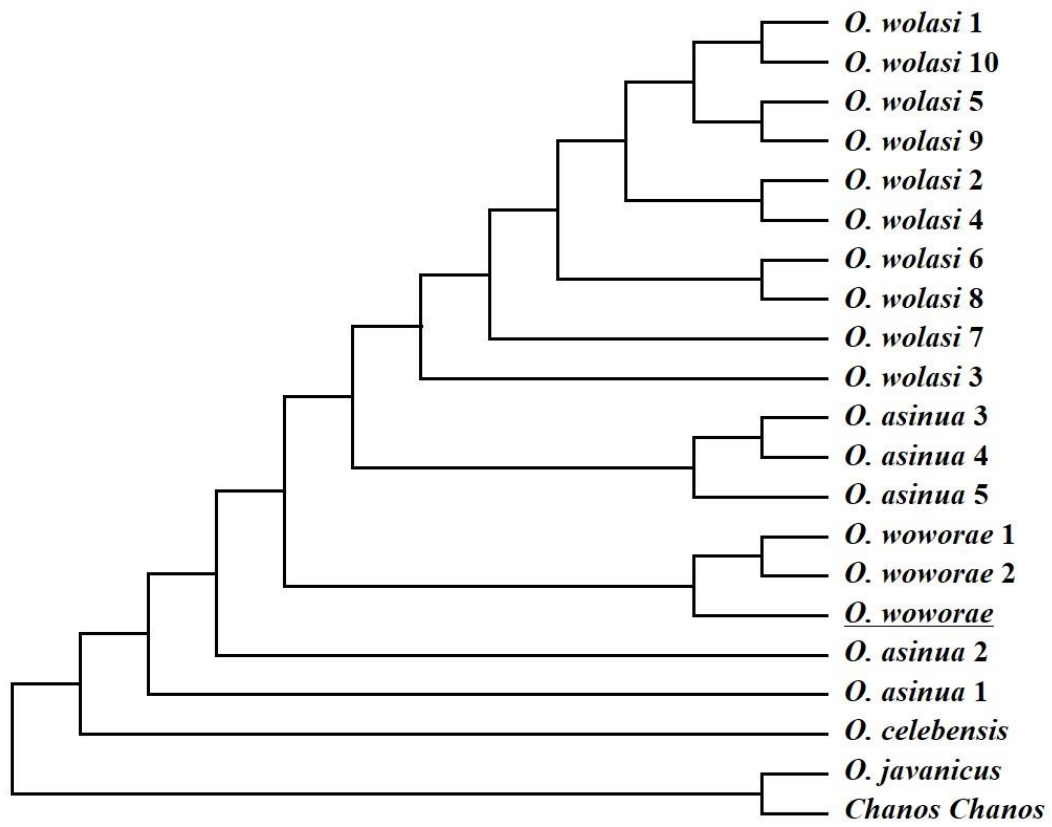 O. wolasi 1
O. wolasi 10
O. wolasi 5
O. wolasi 9
O. wolasi 2
O. wolasi 4
O. wolasi 6
O. wolasi 8
O. wolasi 7
O. wolasi 3
O. asinua 3
O. asinua 4
O. asinua 5
O. woworae 1
O. woworae 2
O. woworae
O. asinua 2
O. asinua 1
O. celebensis
O. javanicus
Chanos Chanos